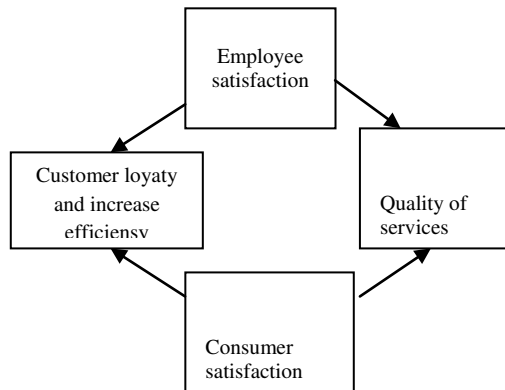 Employee
satisfaction
Customer loyaty
and increase
efficiensy
Quality of
services
Consumer
satisfaction